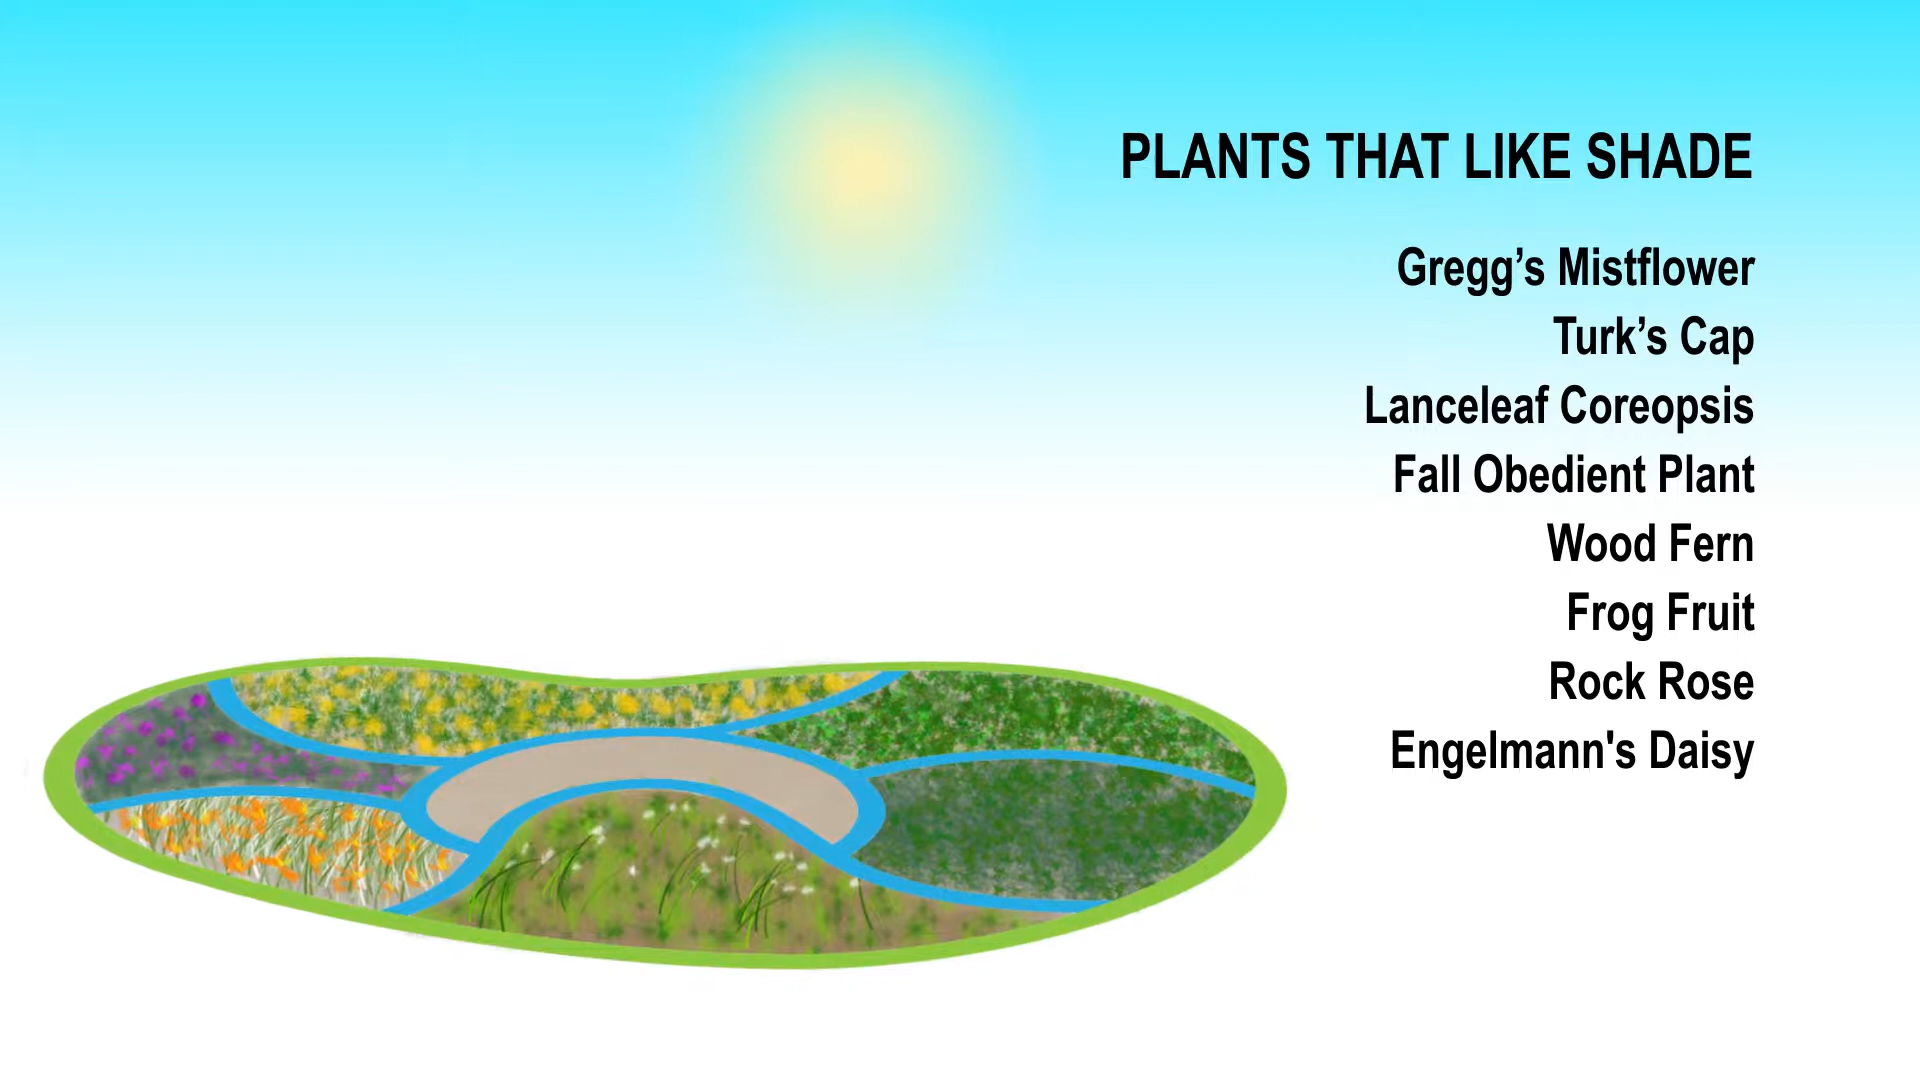 PLANTS THAT LIKE SHADE
Gregg’s Mistflower
Turk’s Cap
Lanceleaf Coreopsis
Fall Obedient Plant
Wood Fern
Frog Fruit
Rock Rose
Engelmann's Daisy